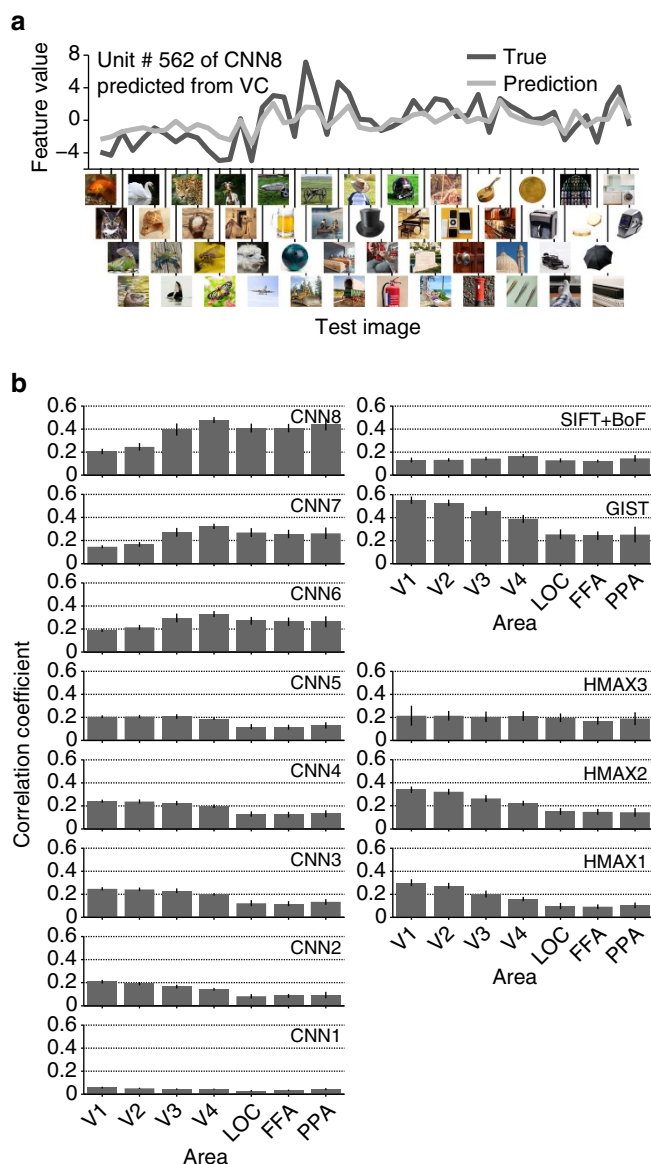 a
Unit # 562 of CNN8
predicted from VC
True
Prediction
Feature value
8
4
0
−4
Test image
b
Correlation coefficient
0.6
0.4
0.2
0
CNN8
0.6
0.4
0.2
0
CNN7
0.6
0.4
0.2
0
CNN6
0.6
0.4
0.2
0
CNN5
0.6
0.4
0.2
0
CNN4
0.6
0.4
0.2
0
CNN3
0.6
0.4
0.2
0
CNN2
0.6
0.4
0.2
0
CNN1
V1 V2 V3 V4 LOC FFA PPA
Area
0.6
0.4
0.2
0
SIFT+BoF
0.6
0.4
0.2
0
GIST
V1 V2 V3 V4 LOC FFA PPA
Area
0.6
0.4
0.2
0
HMAX3
0.6
0.4
0.2
0
HMAX2
0.6
0.4
0.2
0
HMAX1
V1 V2 V3 V4 LOC FFA PPA
Area